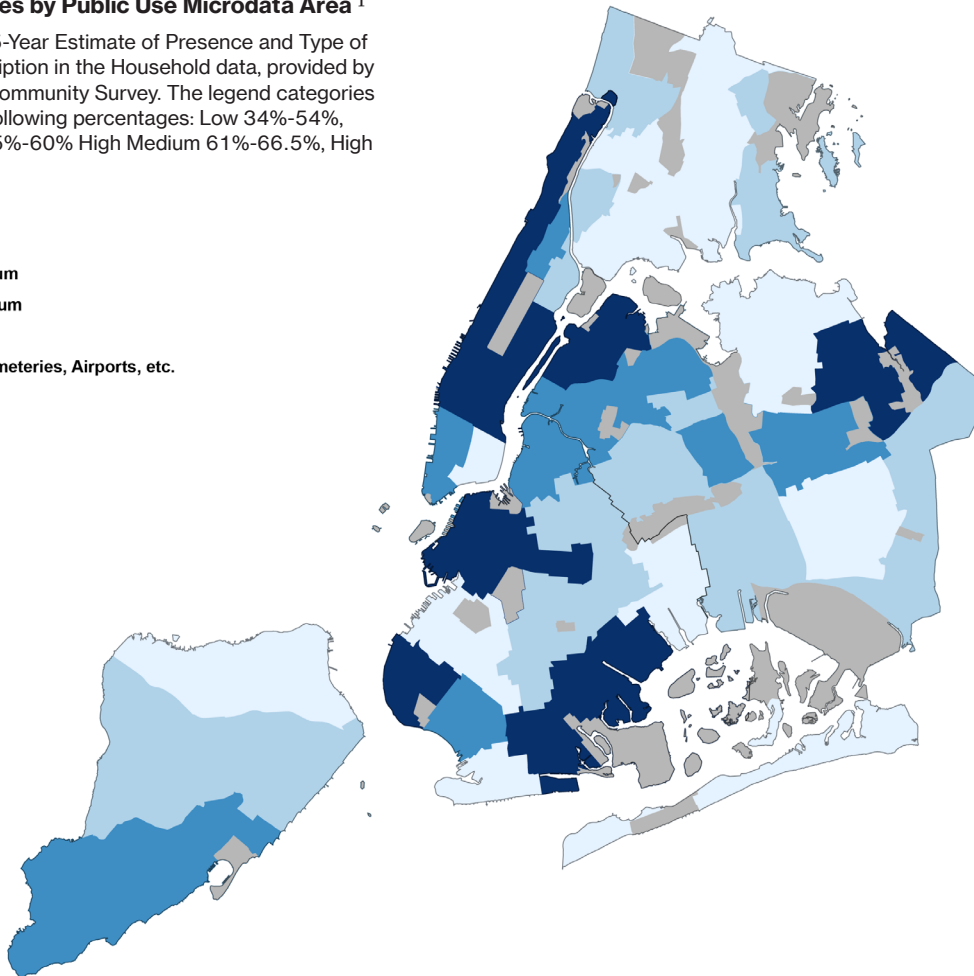 es by Public Use Microdata Area 1
5-Year Estimate of Presence and Type of
iption in the Household data, provided by
ommunity Survey. The legend categories
ollowing percentages: Low 34%-54%,
5%-60% High Medium 61%-66.5%, High
um
um
meteries, Airports, etc.